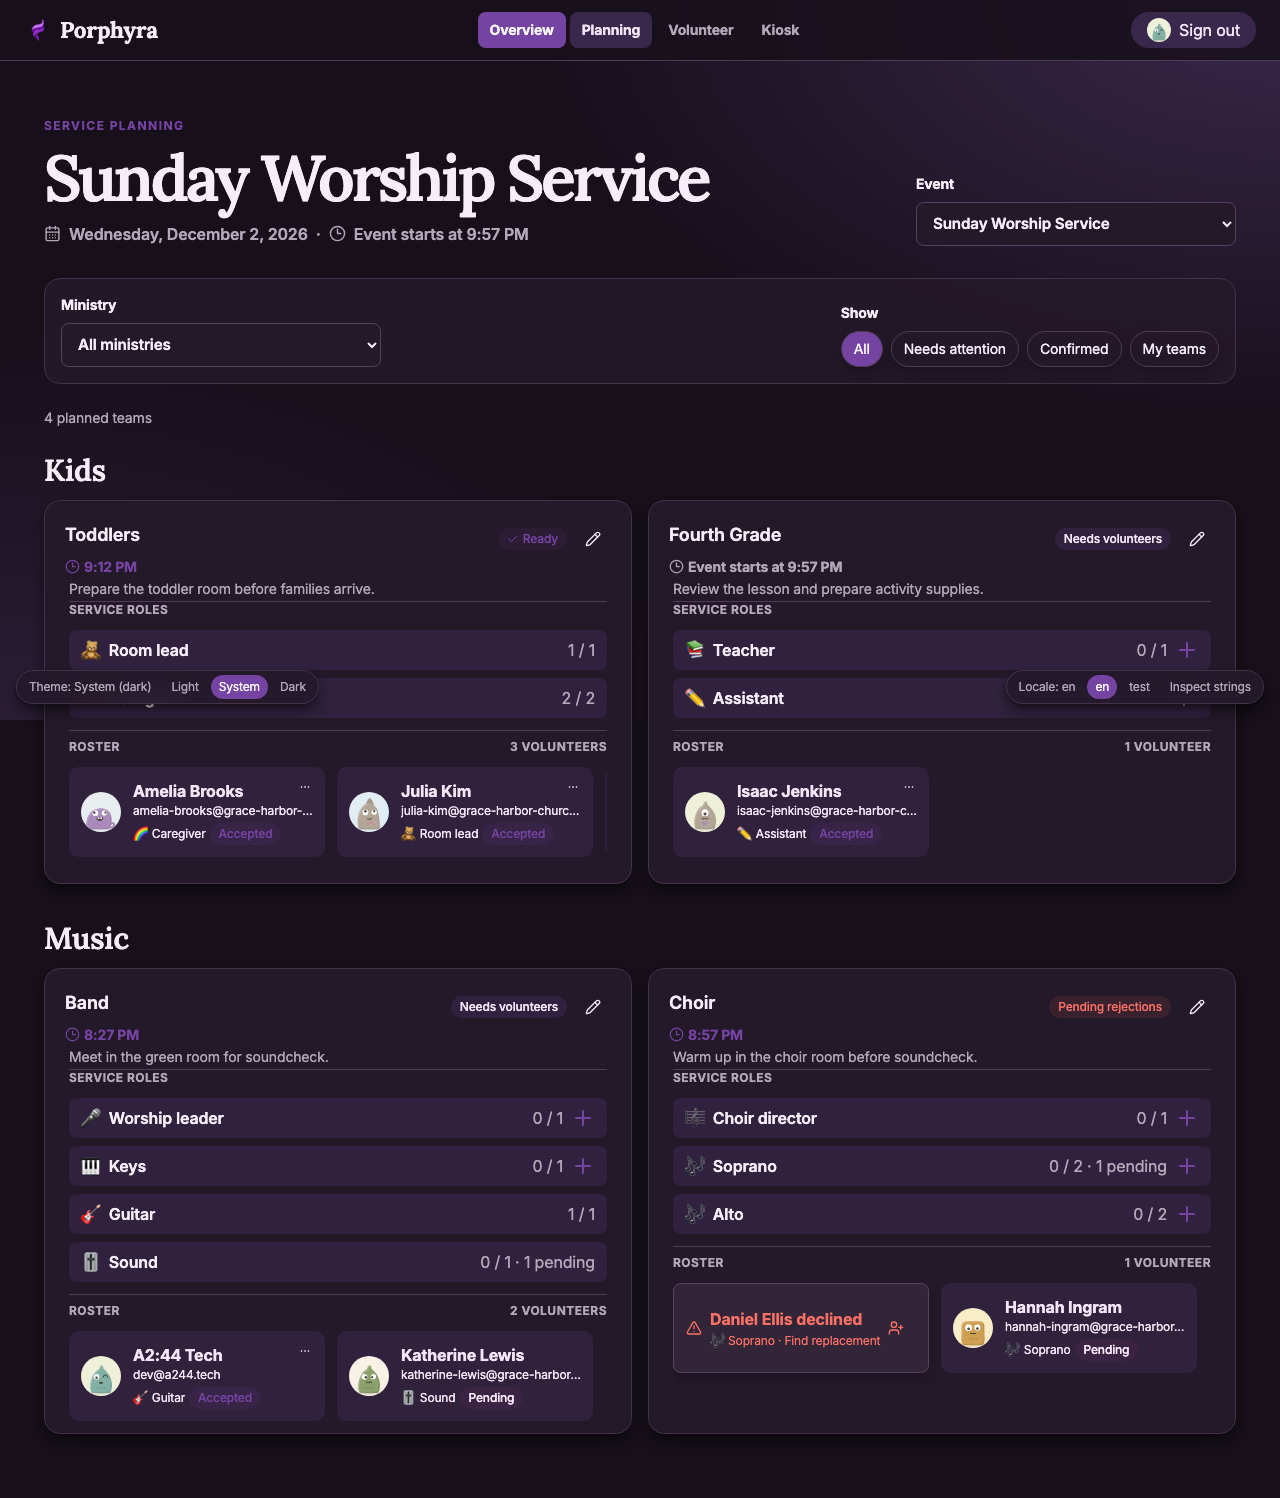 Porphyra
Overview
Planning
Volunteer
Kiosk
Sign out
SERVICE PLANNING
Sunday Worship Service
Wednesday, December 2, 2026 · Event starts at 9:57 PM
Event
Sunday Worship Service
Ministry
All ministries
Show
All
Needs attention
Confirmed
My teams
4 planned teams
Kids
Toddlers
✓ Ready
9:12 PM
Prepare the toddler room before families arrive.
SERVICE ROLES
🧸 Room lead 1 / 1
2 / 2
ROSTER 3 VOLUNTEERS
Amelia Brooks ...
amelia-brooks@grace-harbor-...
🌈 Caregiver Accepted
Julia Kim ...
julia-kim@grace-harbor-churc...
🧸 Room lead Accepted
Fourth Grade
Needs volunteers
Event starts at 9:57 PM
Review the lesson and prepare activity supplies.
SERVICE ROLES
📚 Teacher 0 / 1 +
✏️ Assistant
ROSTER 1 VOLUNTEER
Isaac Jenkins ...
isaac-jenkins@grace-harbor-c...
✏️ Assistant Accepted
Theme: System (dark) Light System Dark
Locale: en en test Inspect strings
Music
Band
Needs volunteers
8:27 PM
Meet in the green room for soundcheck.
SERVICE ROLES
🎤 Worship leader 0 / 1 +
🎹 Keys 0 / 1 +
🎸 Guitar 1 / 1
🎚️ Sound 0 / 1 · 1 pending
ROSTER 2 VOLUNTEERS
A2:44 Tech ...
dev@a244.tech
🎸 Guitar Accepted
Katherine Lewis
katherine-lewis@grace-harbor...
🎚️ Sound Pending
Choir
Pending rejections
8:57 PM
Warm up in the choir room before soundcheck.
SERVICE ROLES
🎼 Choir director 0 / 1 +
🎶 Soprano 0 / 2 · 1 pending +
🎶 Alto 0 / 2 +
ROSTER 1 VOLUNTEER
Daniel Ellis declined
🎶 Soprano · Find replacement
Hannah Ingram
hannah-ingram@grace-harbor...
🎶 Soprano Pending